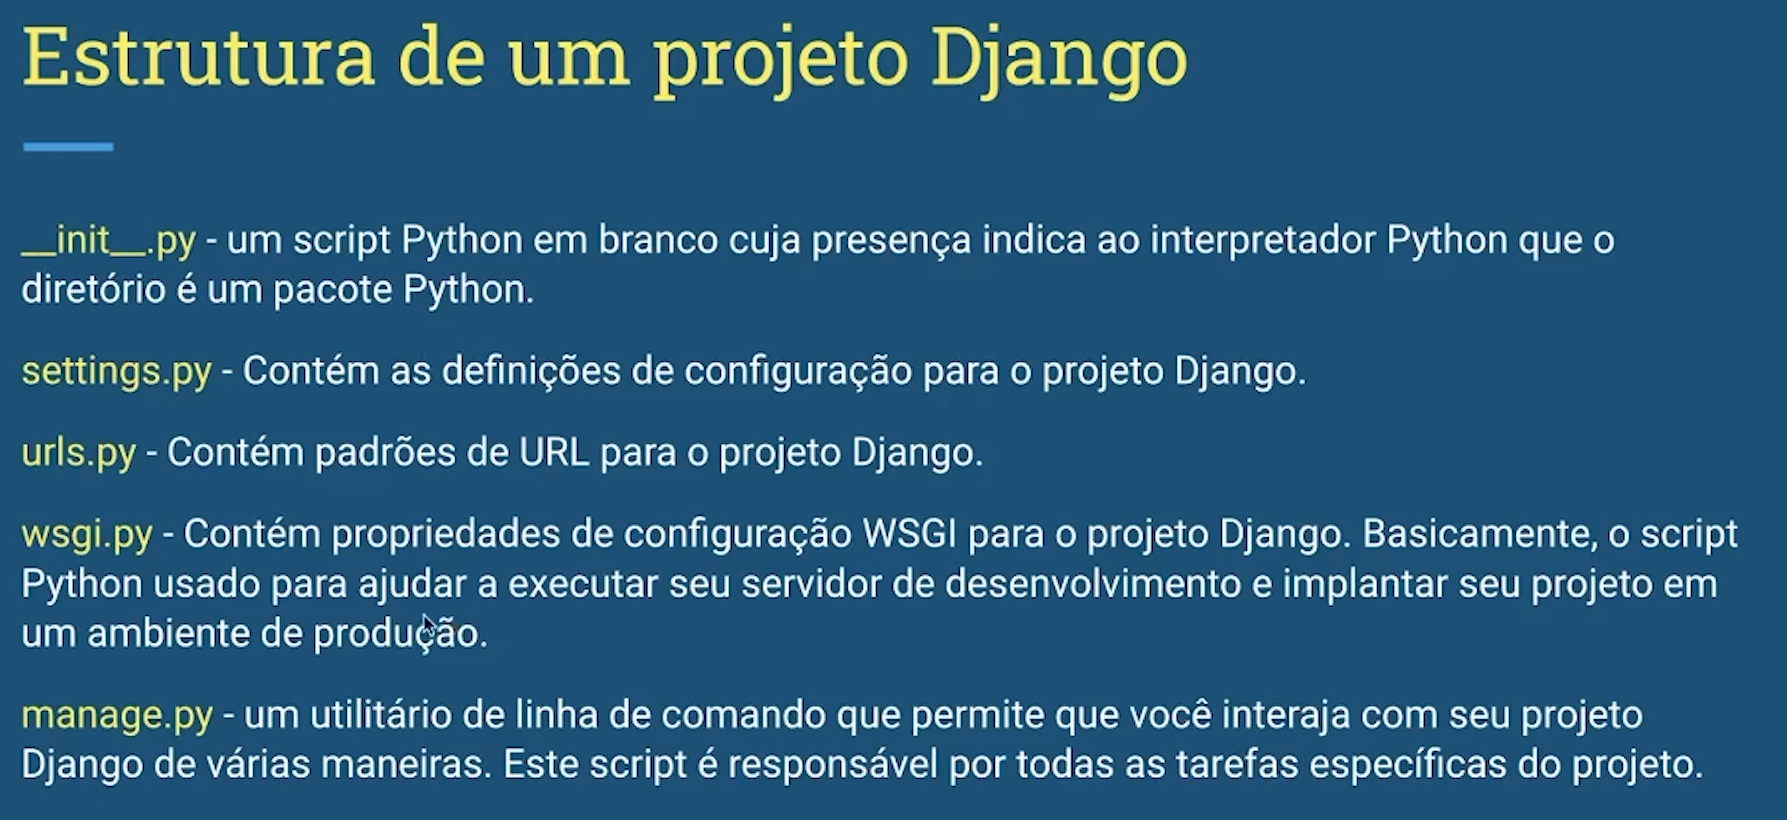 Estrutura de um projeto Django
__init__.py - um script Python em branco cuja presença indica ao interpretador Python que o
diretório é um pacote Python.
settings.py - Contém as definições de configuração para o projeto Django.
urls.py - Contém padrões de URL para o projeto Django.
wsgi.py - Contém propriedades de configuração WSGI para o projeto Django. Basicamente, o script
Python usado para ajudar a executar seu servidor de desenvolvimento e implantar seu projeto em
um ambiente de produção.
manage.py - um utilitário de linha de comando que permite que você interaja com seu projeto
Django de várias maneiras. Este script é responsável por todas as tarefas específicas do projeto.